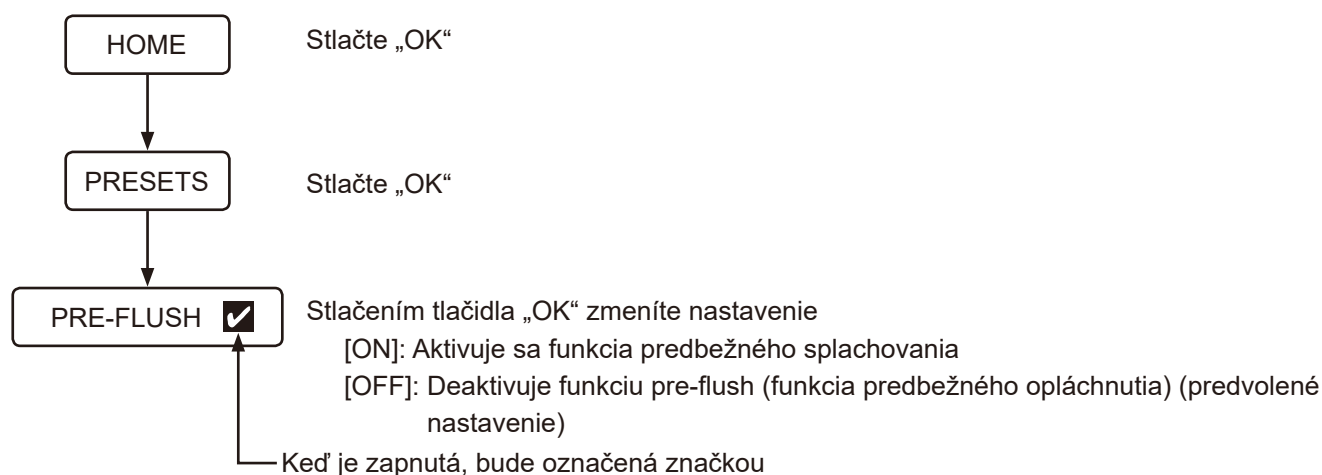 HOME Stlačte „OK“
PRESETS Stlačte „OK“
PRE-FLUSH ✔ Stlačením tlačidla „OK“ zmeníte nastavenie
[ON]: Aktivuje sa funkcia predbežného splachovania
[OFF]: Deaktivuje funkciu pre-flush (funkcia predbežného opláchnutia) (predvolené
nastavenie)
Keď je zapnutá, bude označená značkou